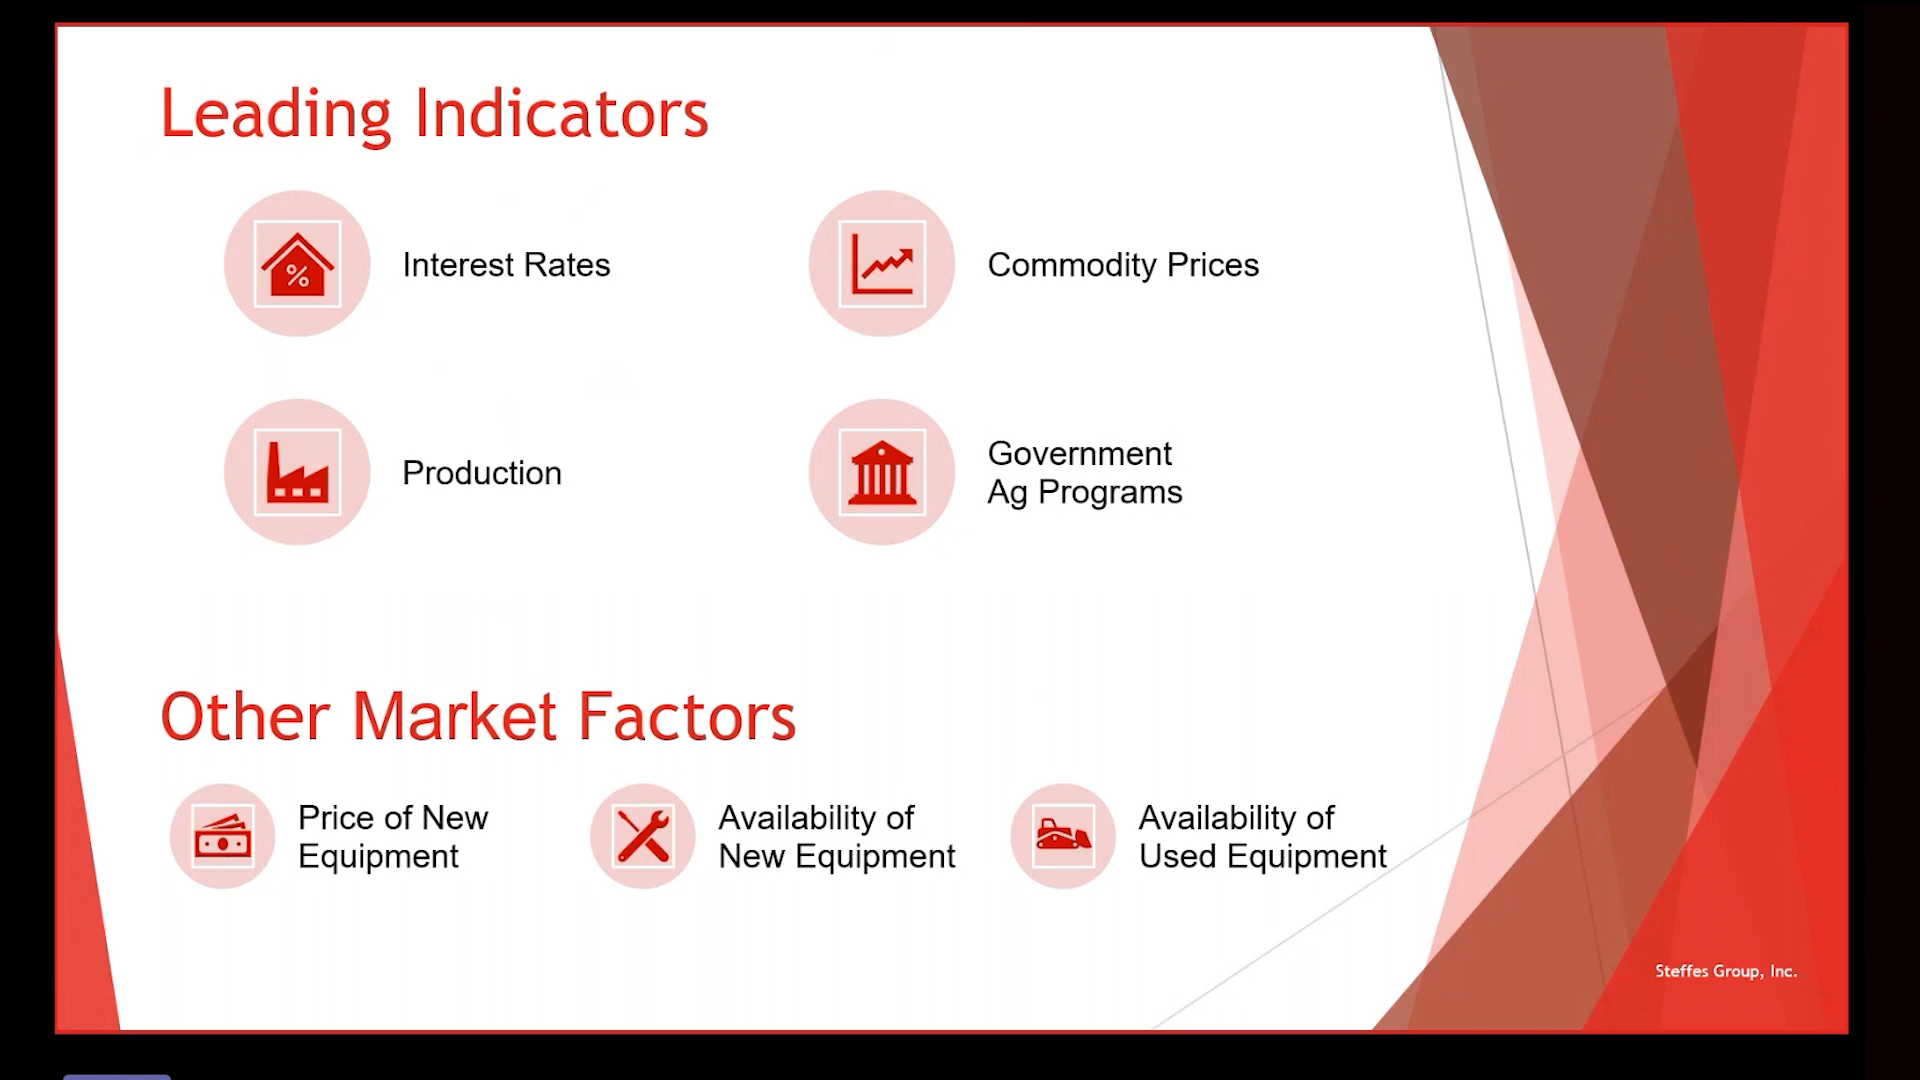 Leading Indicators
Interest Rates
Commodity Prices
Production
Government
Ag Programs
Other Market Factors
Price of New
Equipment
Availability of
New Equipment
Availability of
Used Equipment
Steffes Group, Inc.